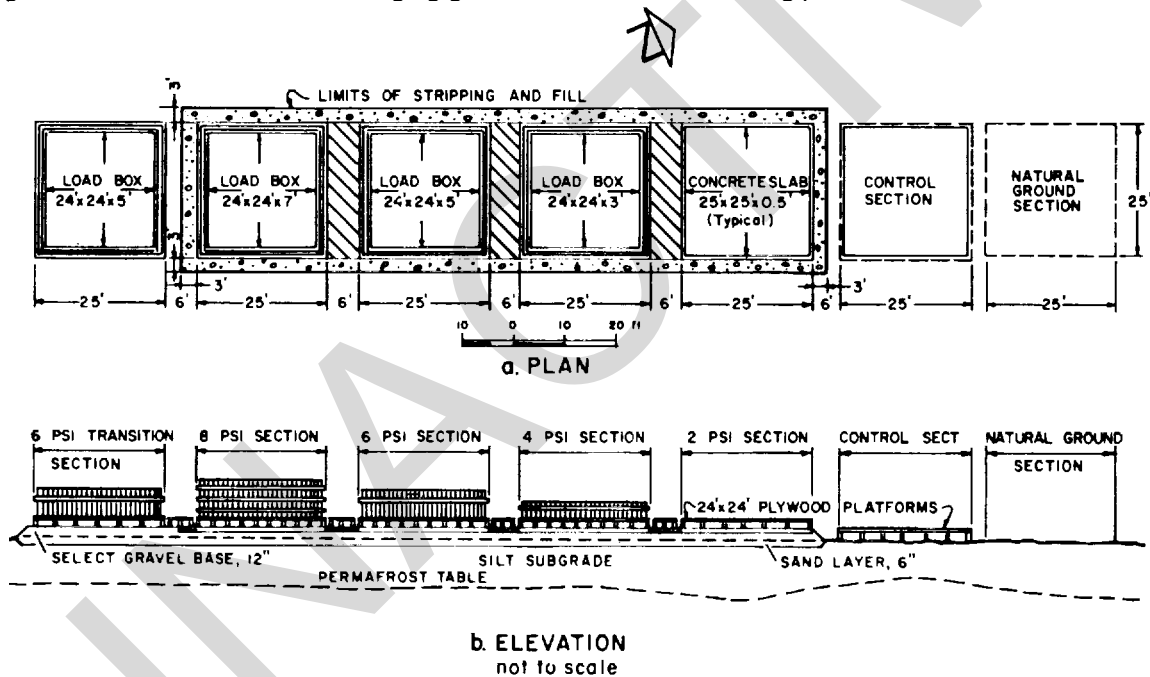 3'
LIMITS OF STRIPPING AND FILL
LOAD BOX
24'x24'x5'
LOAD BOX
24'x24'x7'
LOAD BOX
24'x24'x5'
LOAD BOX
24'x24'x3'
CONCRETE SLAB
25'x25'x0.5'
(Typical)
CONTROL
SECTION
NATURAL
GROUND
SECTION
25'
3'
25'
6'
3'
25'
6'
25'
6'
25'
6'
25'
6'
3'
25'
25'
10 0 10 20 ft
a. PLAN
6 PSI TRANSITION
SECTION
8 PSI SECTION
6 PSI SECTION
4 PSI SECTION
2 PSI SECTION
CONTROL SECT
NATURAL GROUND
SECTION
24'x24' PLYWOOD PLATFORMS
SELECT GRAVEL BASE, 12"
SILT SUBGRADE
SAND LAYER, 6"
PERMAFROST TABLE
b. ELEVATION
not to scale
INACTIV